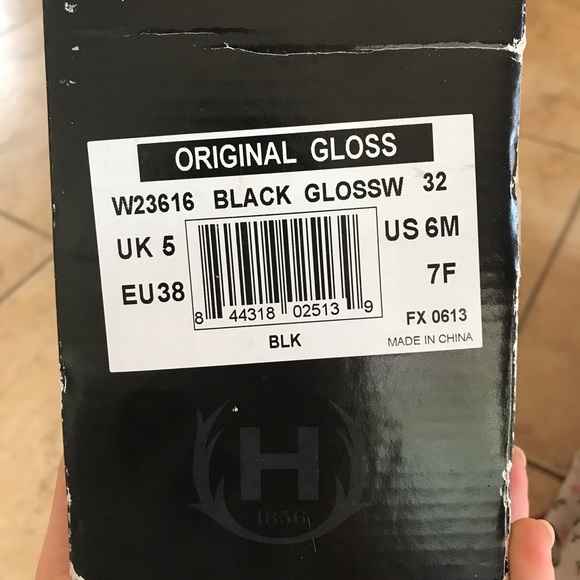 ORIGINAL GLOSS
W23616 BLACK GLOSSW 32
UK 5
US 6M
EU38
7F
8 44318 02513 9
FX 0613
BLK
MADE IN CHINA
H
1856